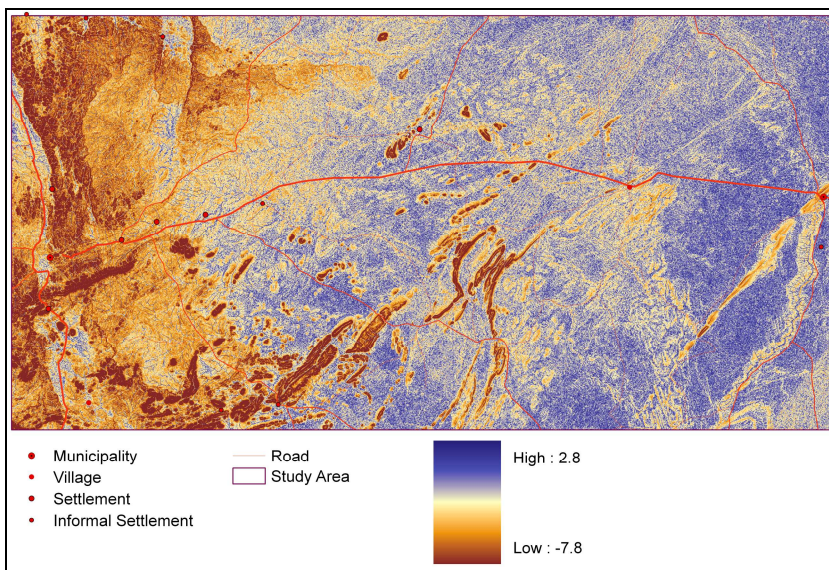 Municipality
Village
Settlement
Informal Settlement
Road
Study Area
High : 2.8
Low : -7.8